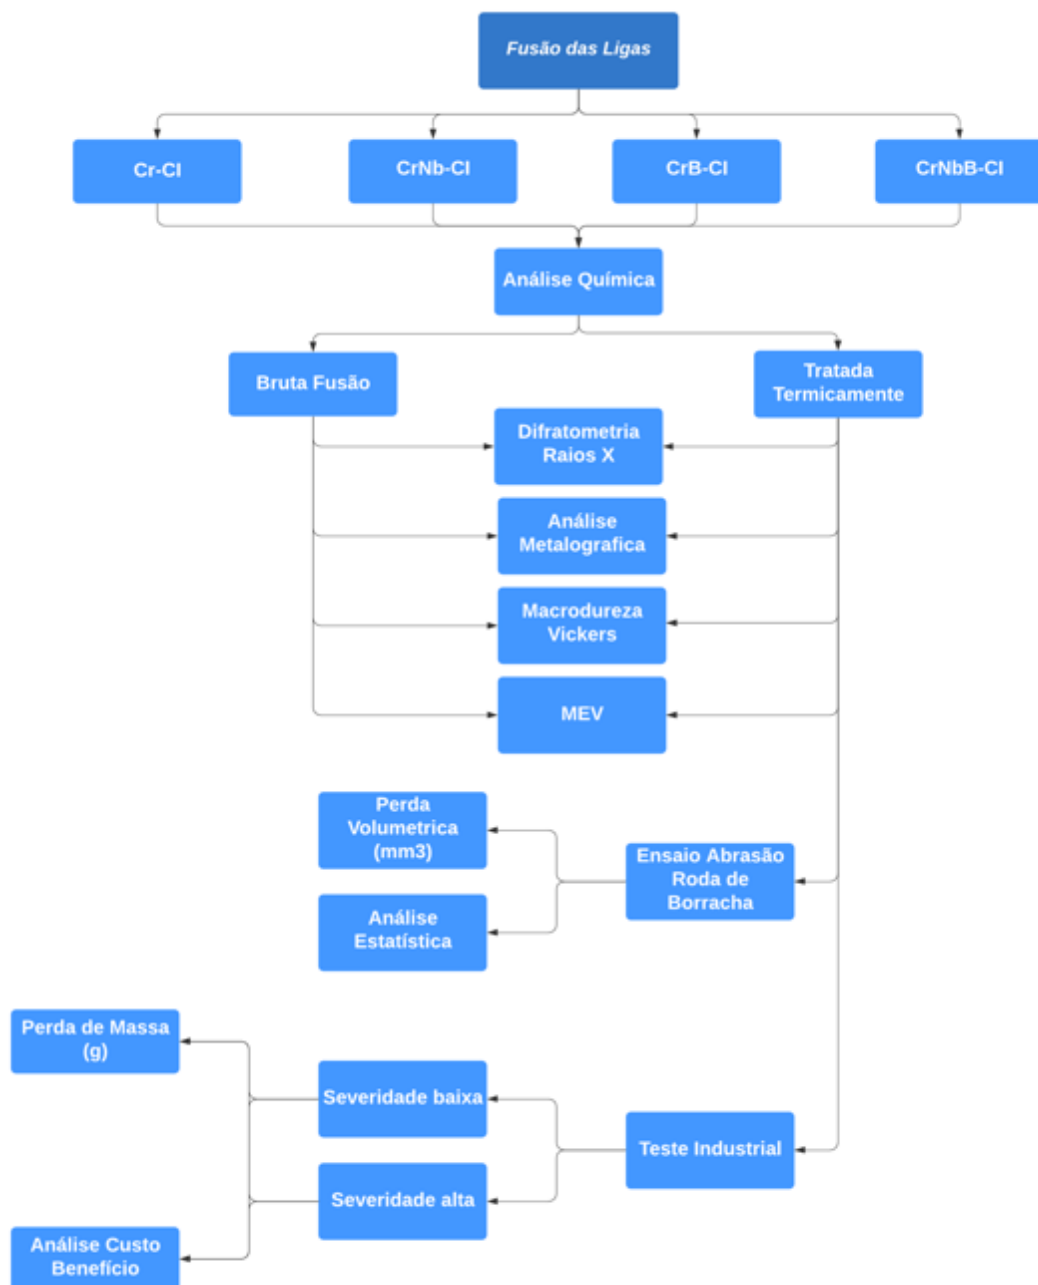 Fusão das Ligas
Cr-CI
CrNb-CI
CrB-CI
CrNbB-CI
Análise Química
Bruta Fusão
Tratada
Termicamente
Difratometria
Raios X
Análise
Metalografica
Macrodureza
Vickers
MEV
Perda
Volumetrica
(mm3)
Ensaio Abrasão
Roda de
Borracha
Análise
Estatística
Perda de Massa
(g)
Severidade baixa
Teste Industrial
Severidade alta
Análise Custo
Benefício